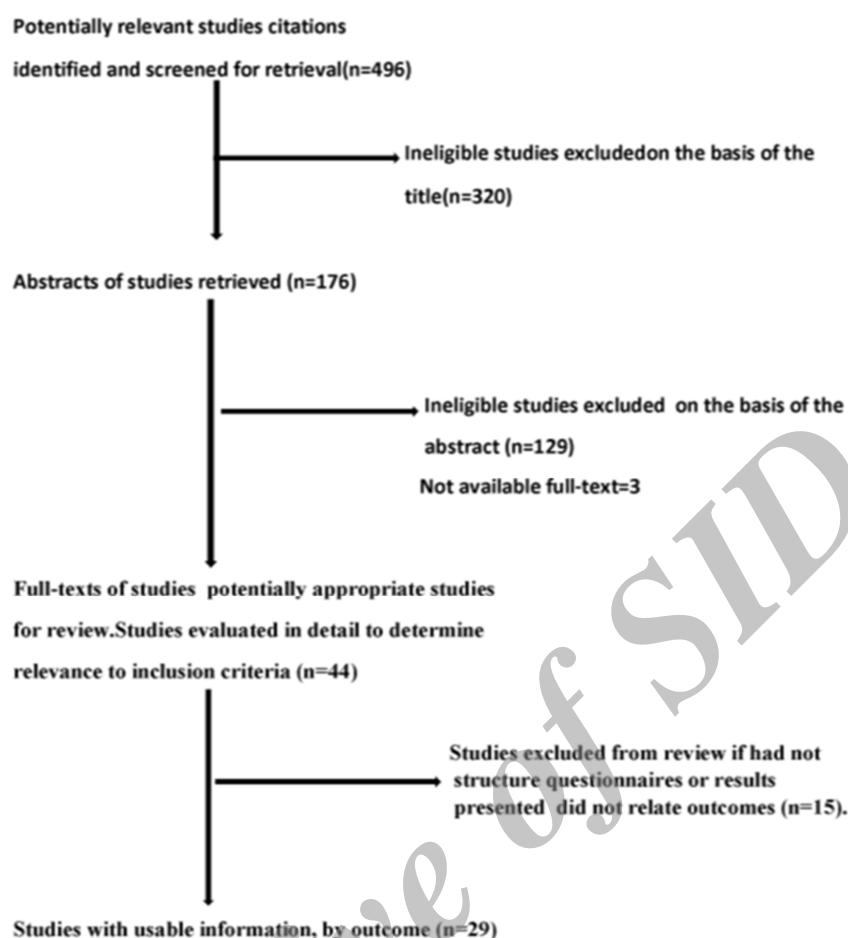 Potentially relevant studies citations
identified and screened for retrieval(n=496)
Ineligible studies excludedon the basis of the
title(n=320)
Abstracts of studies retrieved (n=176)
Ineligible studies excluded on the basis of the
abstract (n=129)
Not available full-text=3
Full-texts of studies potentially appropriate studies
for review.Studies evaluated in detail to determine
relevance to inclusion criteria (n=44)
Studies excluded from review if had not
structure questionnaires or results
presented did not relate outcomes (n=15).
Studies with usable information, by outcome (n=29)
ve of SID